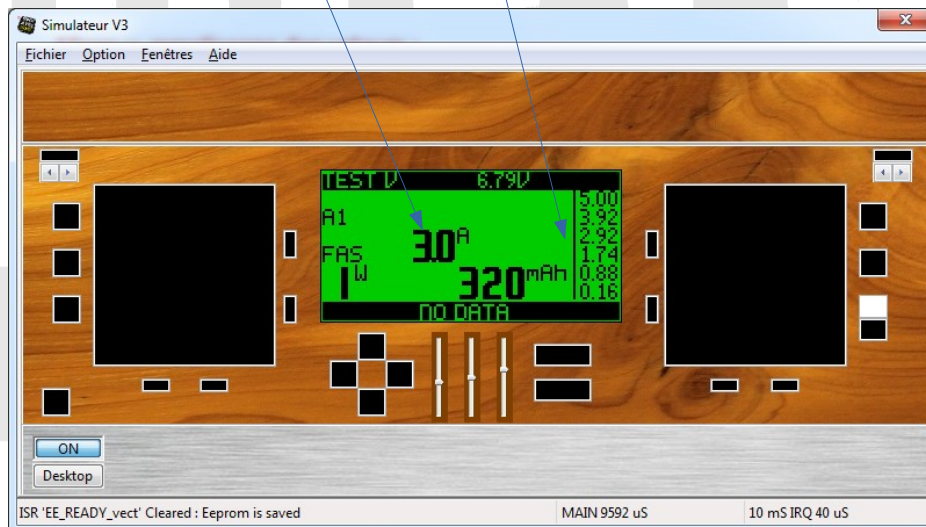 Simulateur V3
Fichier Option Fenêtres Aide
TEST V 6.79V
5.00
A1
3.92
3.0A
2.92
FAS
1.74
1W 320mAh
0.88
0.16
NO DATA
ON
Desktop
ISR 'EE_READY_vect' Cleared : Eeprom is saved MAIN 9592 uS 10 mS IRQ 40 uS